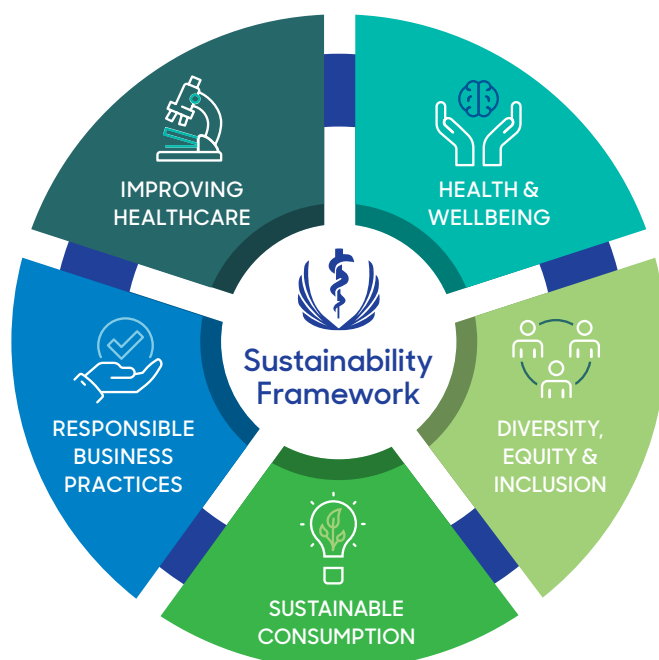 IMPROVING
HEALTHCARE
HEALTH &
WELLBEING
Sustainability
Framework
RESPONSIBLE
BUSINESS
PRACTICES
DIVERSITY,
EQUITY &
INCLUSION
SUSTAINABLE
CONSUMPTION